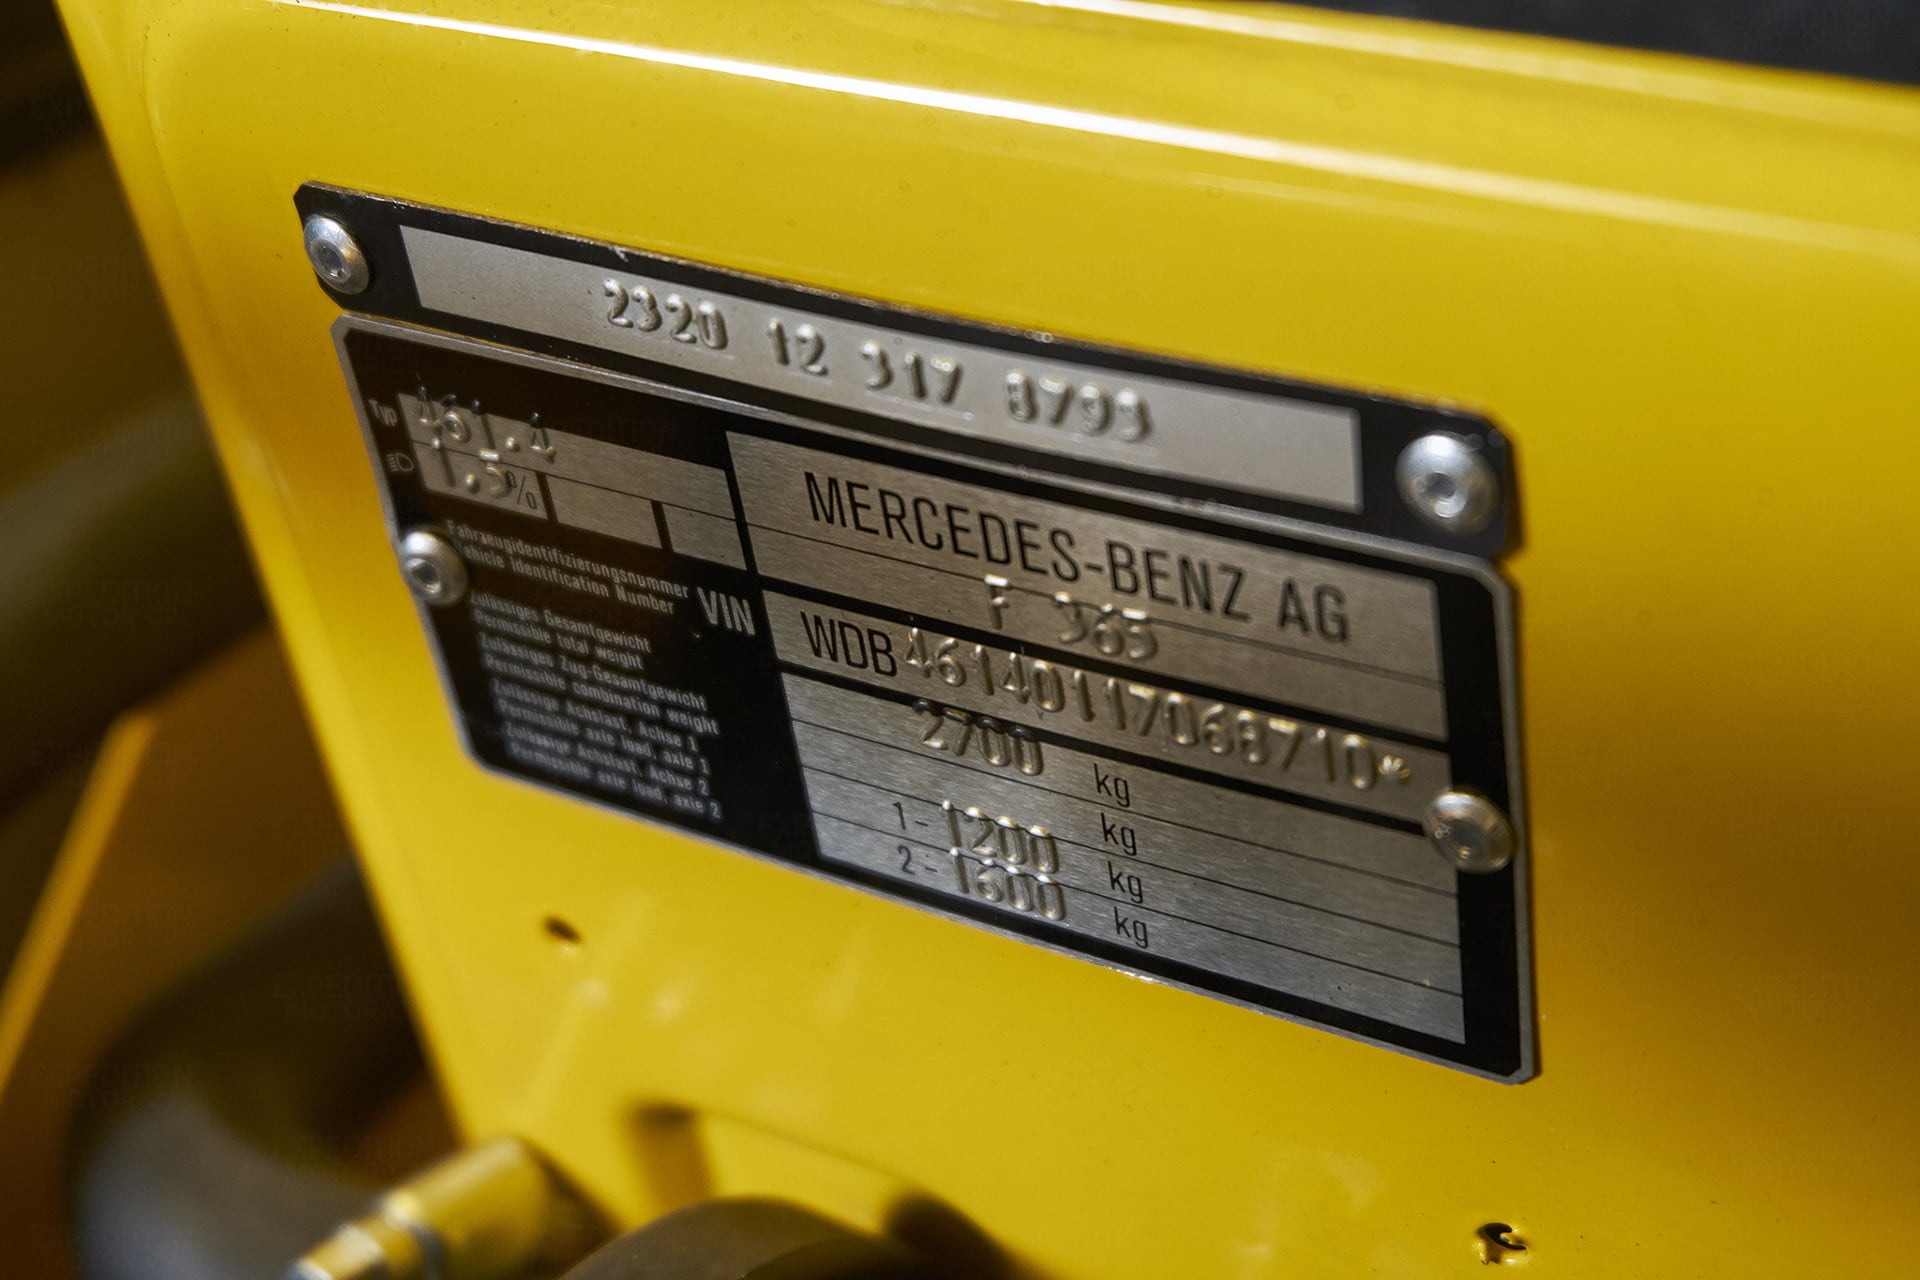 2320 12 317 8793
Typ 461.4
1.5%
MERCEDES-BENZ AG
F 365
Fahrzeugidentifizierungsnummer
Vehicle Identification Number
VIN
WDB46140117068710*
Zulässiges Gesamtgewicht
Permissible total weight
2700 kg
Zulässiges Zug-Gesamtgewicht
Permissible combination weight
kg
Zulässige Achslast, Achse 1
Permissible axle load, axle 1
1- 1200 kg
Zulässige Achslast, Achse 2
Permissible axle load, axle 2
2- 1600 kg
EXPEDITION
MOTOR CO